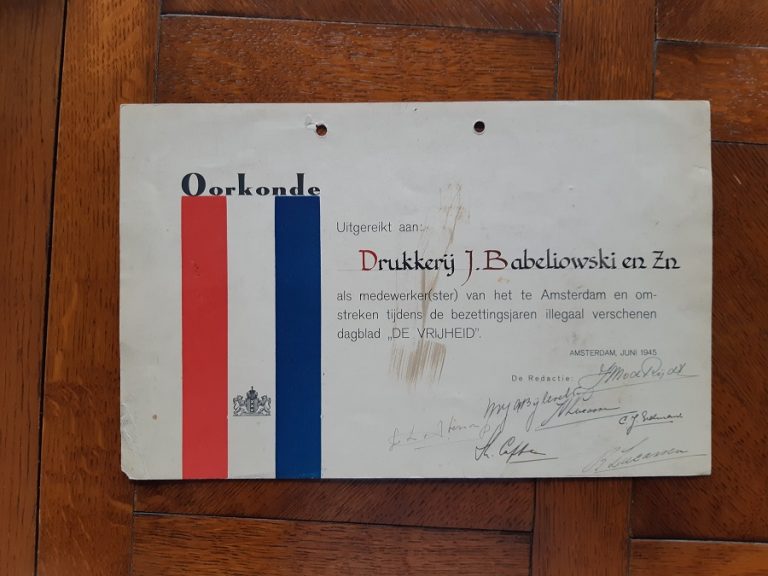 Oorkonde
Uitgereikt aan:
Drukkerij J. Babeliowski en Zn
als medewerker(ster) van het te Amsterdam en om-
streken tijdens de bezettingsjaren illegaal verschenen
dagblad „DE VRIJHEID”.
AMSTERDAM, JUNI 1945
De Redactie: